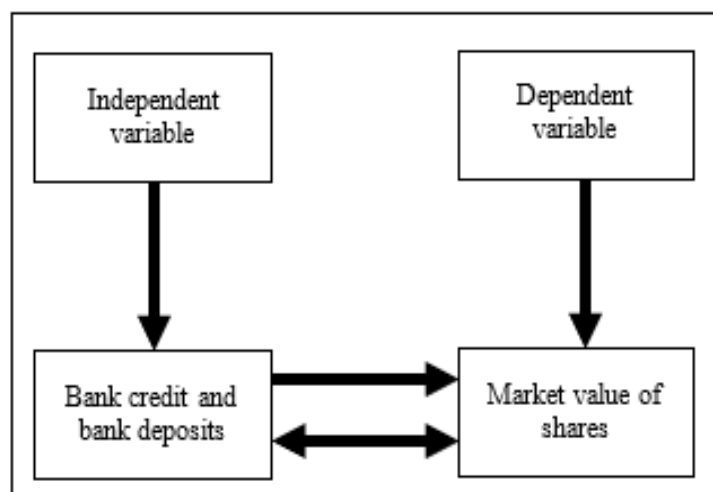 Independent
variable
Dependent
variable
Bank credit and
bank deposits
Market value of
shares